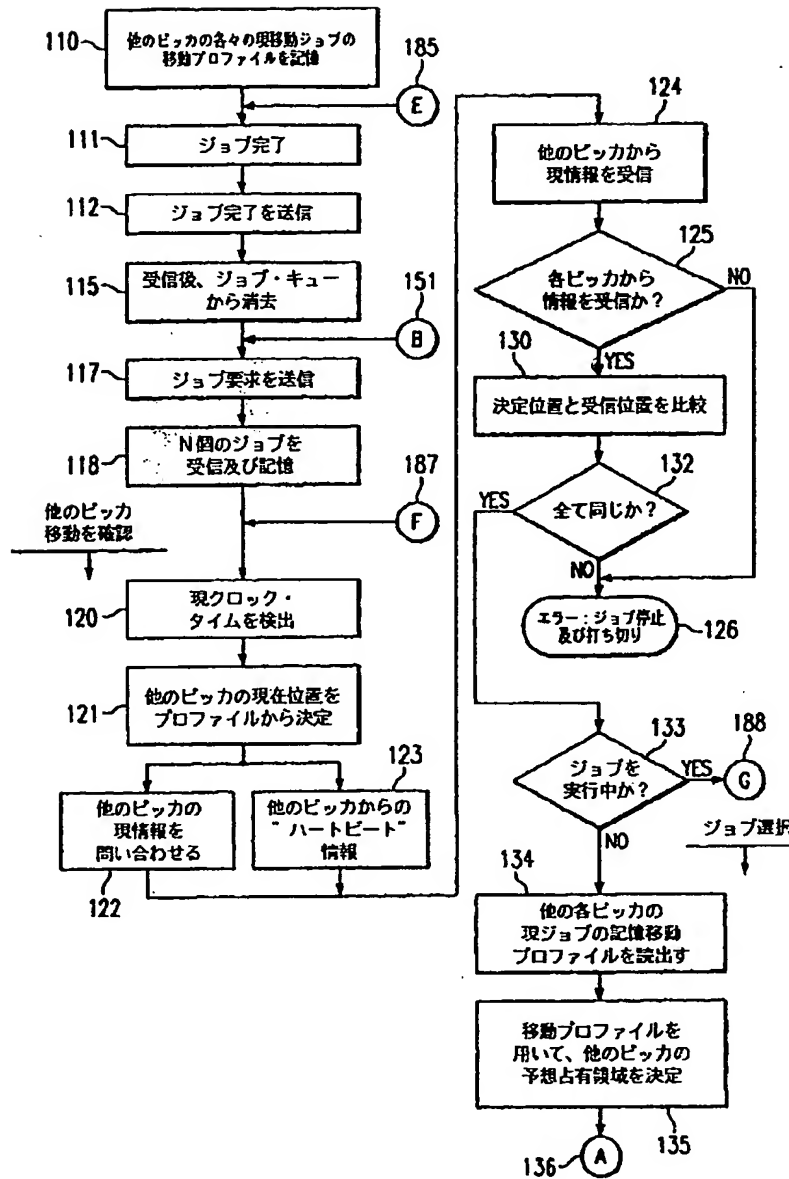 110
他のピッカの各々の現移動ジョブの
移動プロファイルを記憶
185
E
111
ジョブ完了
112
ジョブ完了を送信
115
受信後、ジョブ・キュー
から消去
151
B
117
ジョブ要求を送信
118
N個のジョブを
受信及び記憶
187
F
他のピッカ
移動を確認
120
現クロック・
タイムを検出
121
他のピッカの現在位置を
プロファイルから決定
他のピッカの
現情報を
問い合わせる
122
123
他のピッカからの
"ハートビート"
情報
124
他のピッカから
現情報を受信
125
各ピッカから
情報を受信か?
NO
YES
130
決定位置と受信位置を比較
132
全て同じか?
YES
NO
エラー:ジョブ停止
及び打ち切り
126
133
ジョブを
実行中か?
YES
188
G
NO
ジョブ選択
134
他の各ピッカの
現ジョブの記憶移動
プロファイルを読出す
移動プロファイルを
用いて、他のピッカの
予想占有領域を決定
135
136
A